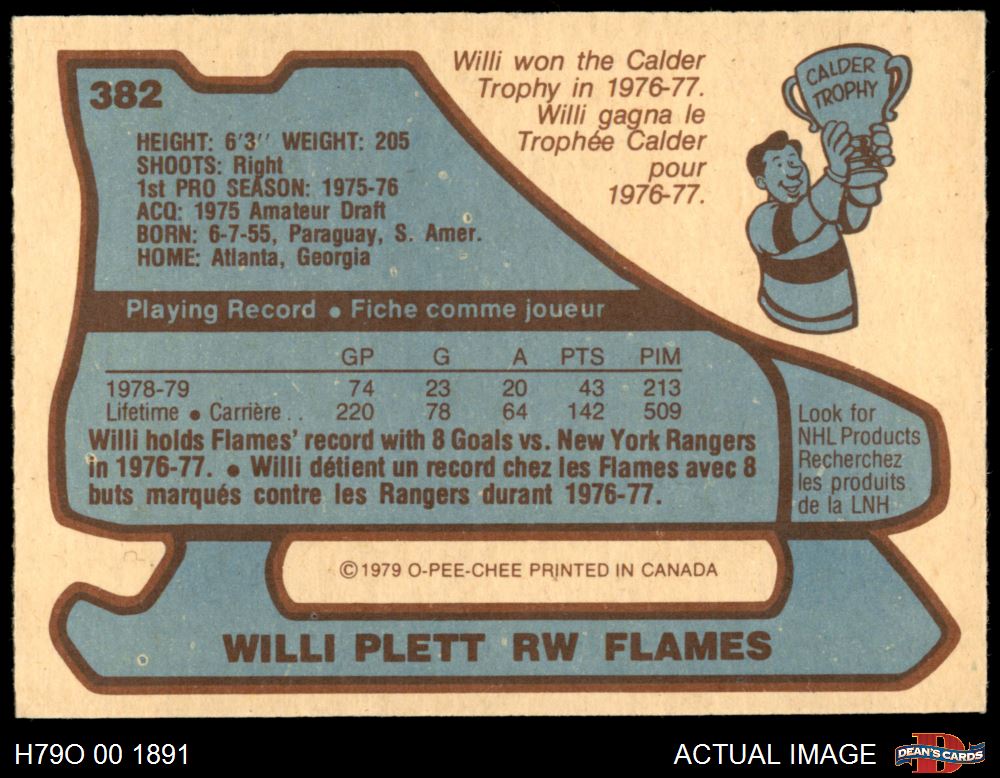 382
HEIGHT: 6'3" WEIGHT: 205
SHOOTS: Right
1st PRO SEASON: 1975-76
ACQ: 1975 Amateur Draft
BORN: 6-7-55, Paraguay, S. Amer.
HOME: Atlanta, Georgia
Willi won the Calder
Trophy in 1976-77.
Willi gagna le
Trophée Calder
pour
1976-77.
CALDER
TROPHY
Playing Record ● Fiche comme joueur
GP G A PTS PIM
1978-79 74 23 20 43 213
Lifetime ● Carrière . . 220 78 64 142 509
Willi holds Flames' record with 8 Goals vs. New York Rangers
in 1976-77. ● Willi détient un record chez les Flames avec 8
buts marqués contre les Rangers durant 1976-77.
Look for
NHL Products
Recherchez
les produits
de la LNH
©1979 O-PEE-CHEE PRINTED IN CANADA
WILLI PLETT RW FLAMES
H79O 00 1891
ACTUAL IMAGE
D
DEAN'S CARDS